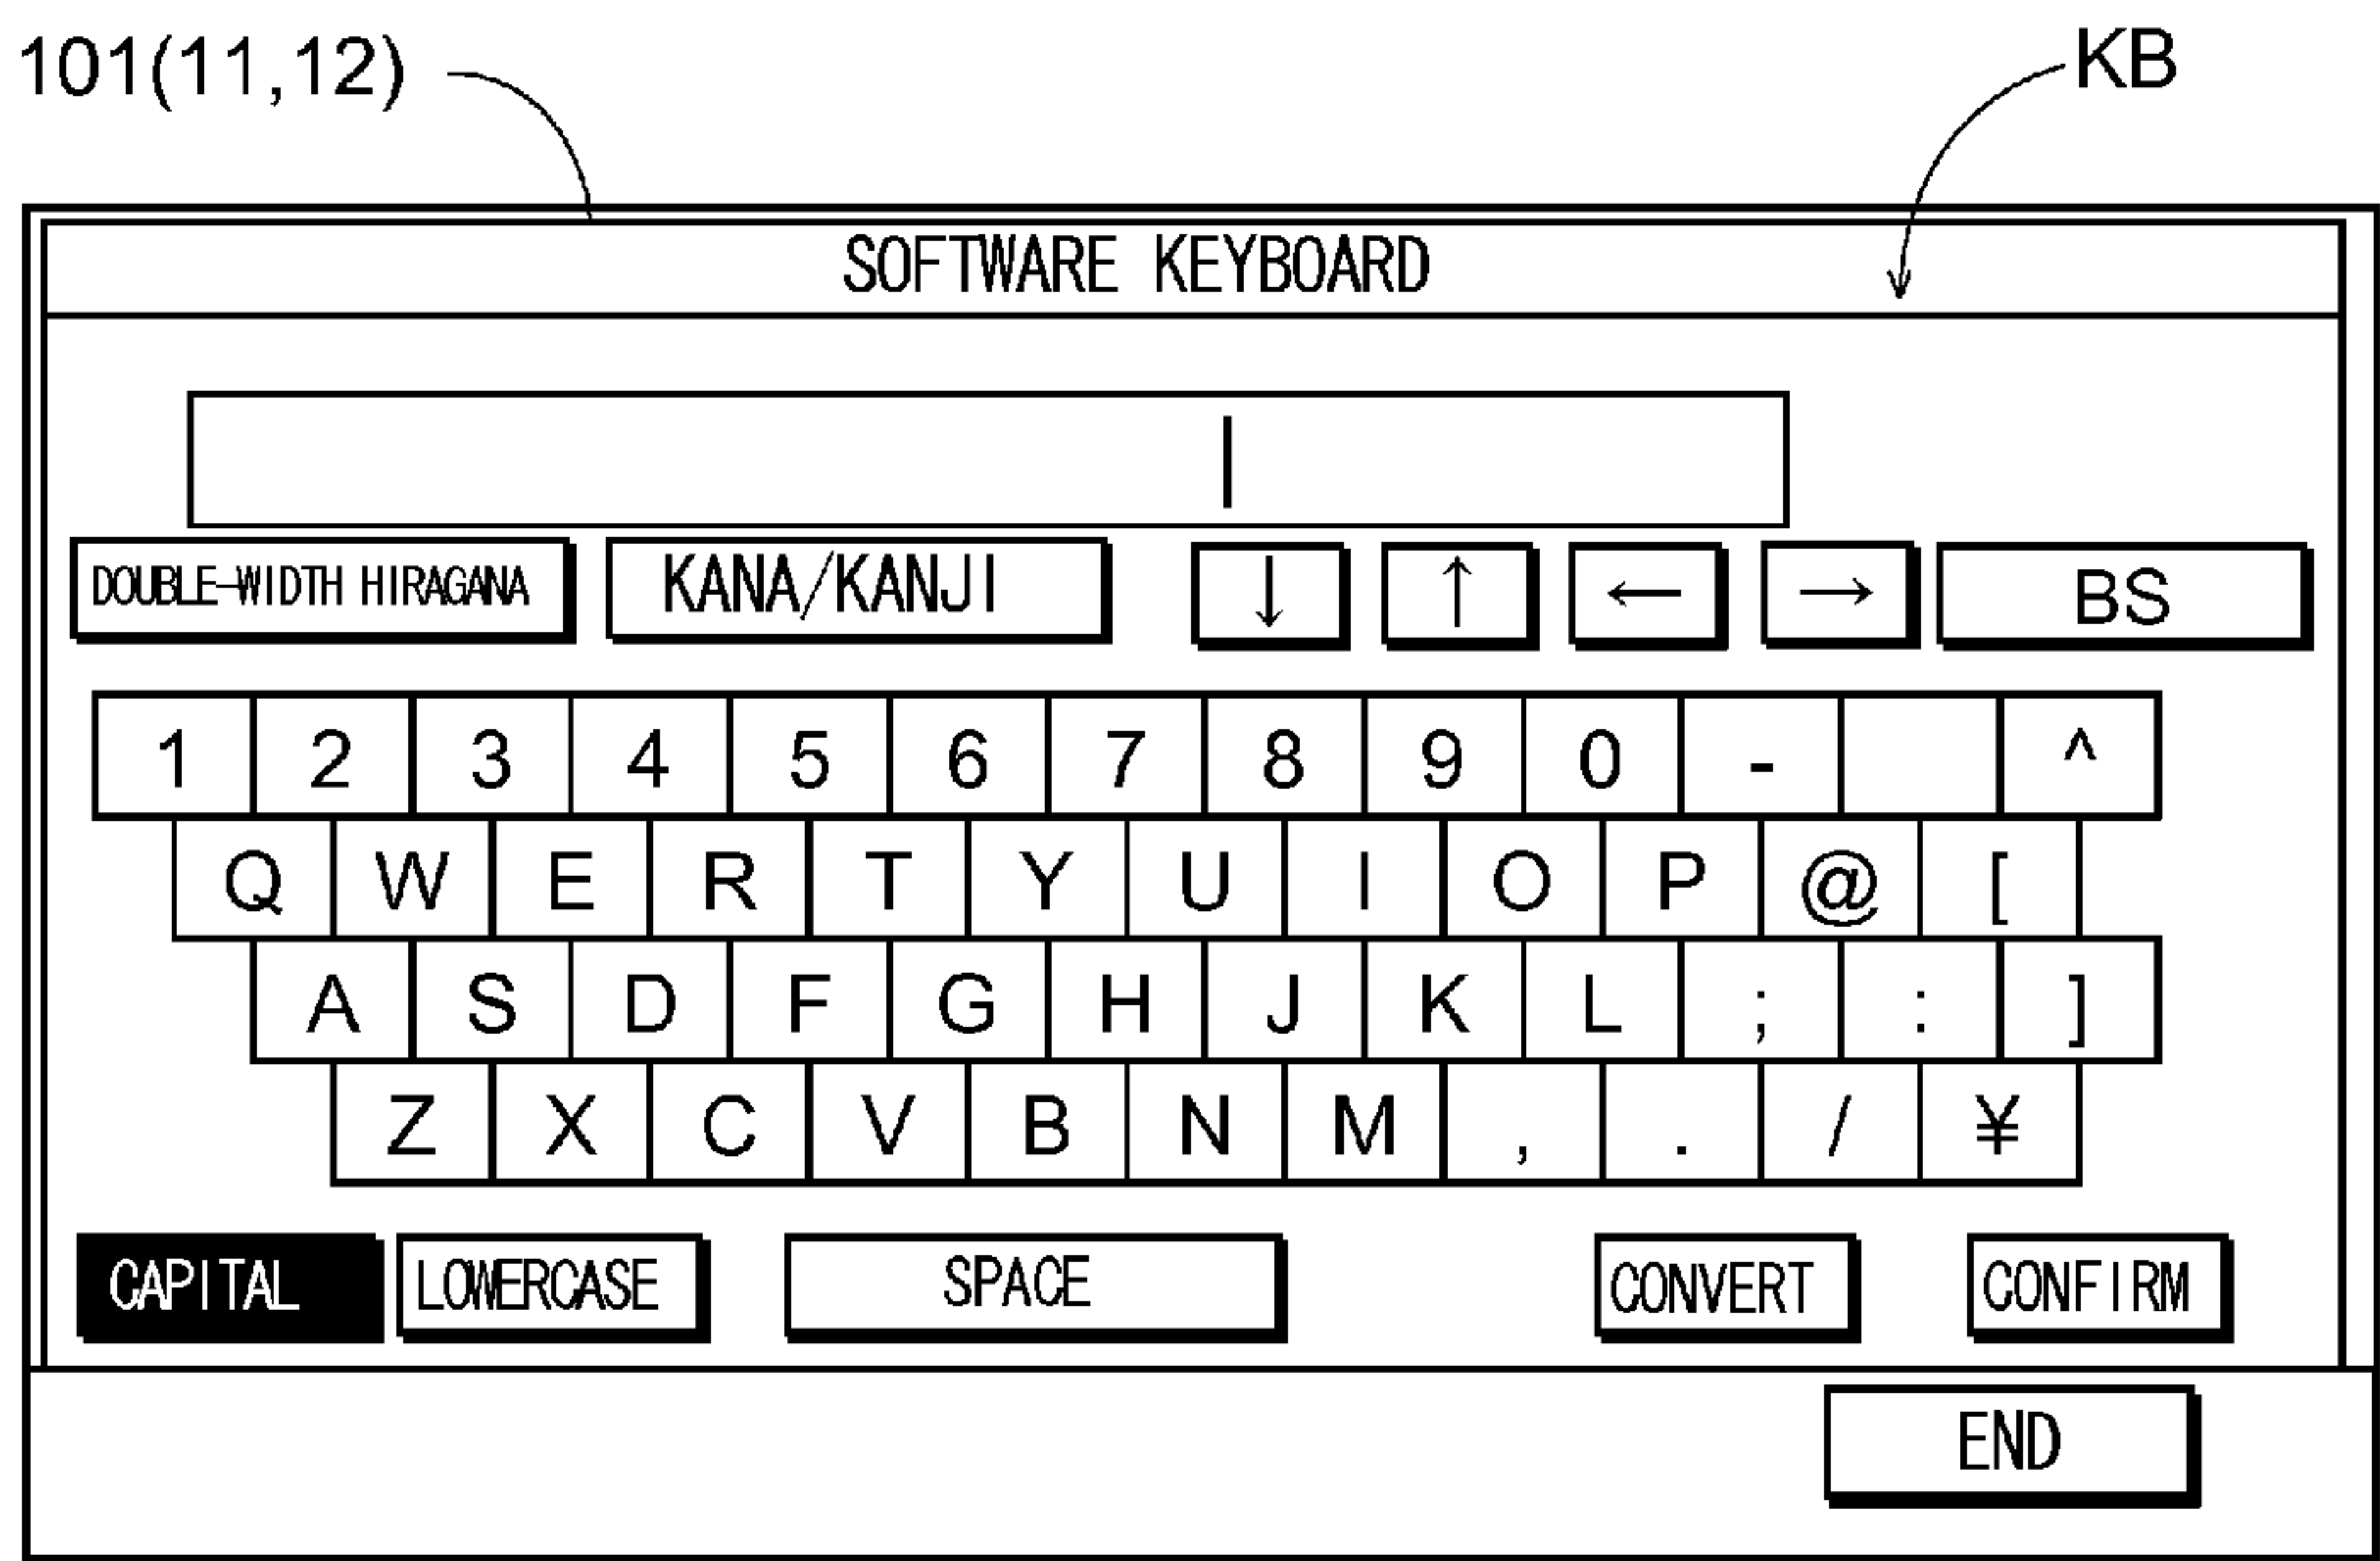 101(11,12) KB
SOFTWARE KEYBOARD
DOUBLE-WIDTH HIRAGANA KANA/KANJI ↓ ↑ ← → BS
1 2 3 4 5 6 7 8 9 0 - ^
Q W E R T Y U I O P @ [
A S D F G H J K L ; : ]
Z X C V B N M , . / ¥
CAPITAL LOWERCASE SPACE CONVERT CONFIRM
END